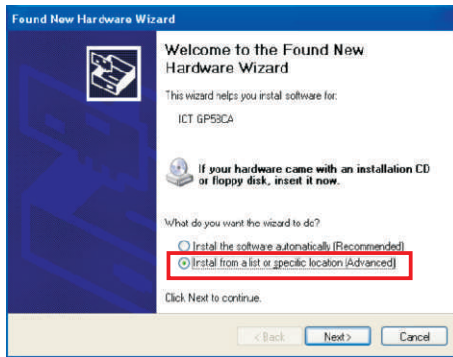 Found New Hardware Wizard
Welcome to the Found New
Hardware Wizard
This wizard helps you install software for:
ICT GP58CA
If your hardware came with an installation CD
or floppy disk, insert it now.
What do you want the wizard to do?
Install the software automatically (Recommended)
Install from a list or specific location (Advanced)
Click Next to continue.
< Back
Next >
Cancel